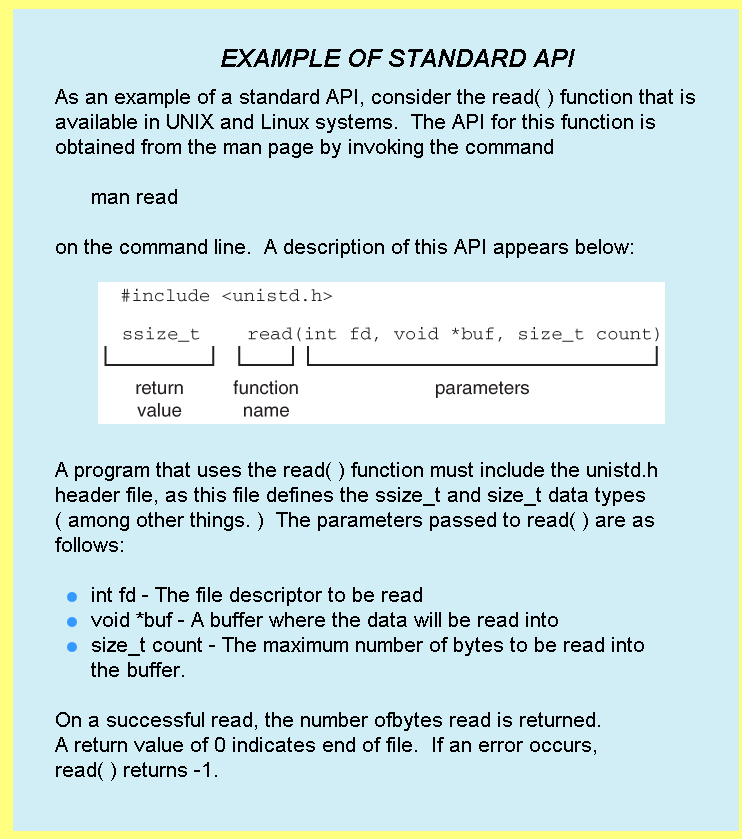 EXAMPLE OF STANDARD API
As an example of a standard API, consider the read( ) function that is
available in UNIX and Linux systems.  The API for this function is
obtained from the man page by invoking the command
man read
on the command line.  A description of this API appears below:
#include <unistd.h>
ssize_t    read(int fd, void *buf, size_t count)
return    function    parameters
value    name
A program that uses the read( ) function must include the unistd.h
header file, as this file defines the ssize_t and size_t data types
( among other things. )  The parameters passed to read( ) are as
follows:
int fd - The file descriptor to be read
void *buf - A buffer where the data will be read into
size_t count - The maximum number of bytes to be read into
the buffer.
On a successful read, the number ofbytes read is returned.
A return value of 0 indicates end of file.  If an error occurs,
read( ) returns -1.